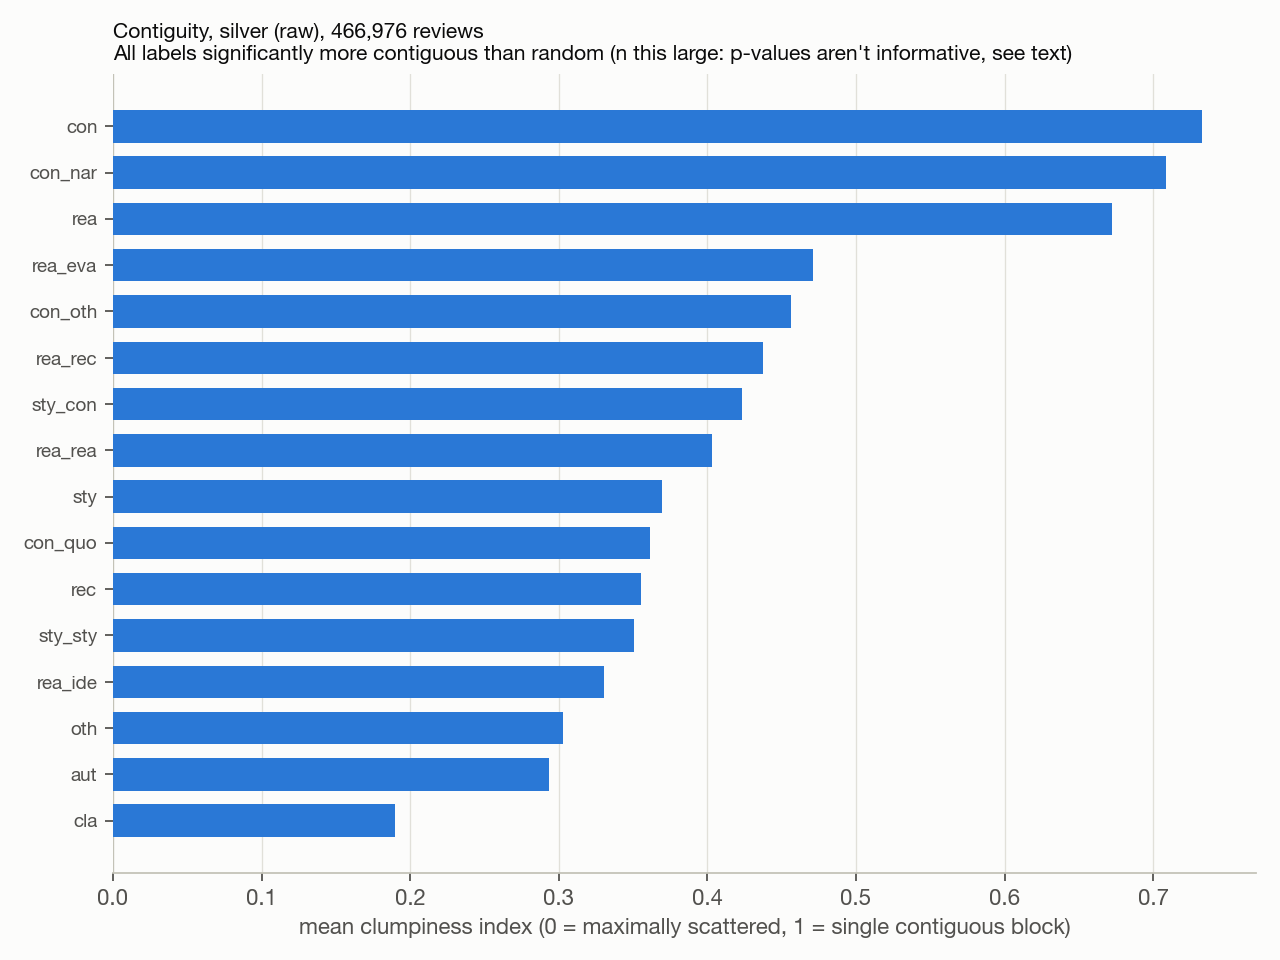 Contiguity, silver (raw), 466,976 reviews
All labels significantly more contiguous than random (n this large: p-values aren't informative, see text)
con
con_nar
rea
rea_eva
con_oth
rea_rec
sty_con
rea_rea
sty
con_quo
rec
sty_sty
rea_ide
oth
aut
cla
0.0 0.1 0.2 0.3 0.4 0.5 0.6 0.7
mean clumpiness index (0 = maximally scattered, 1 = single contiguous block)